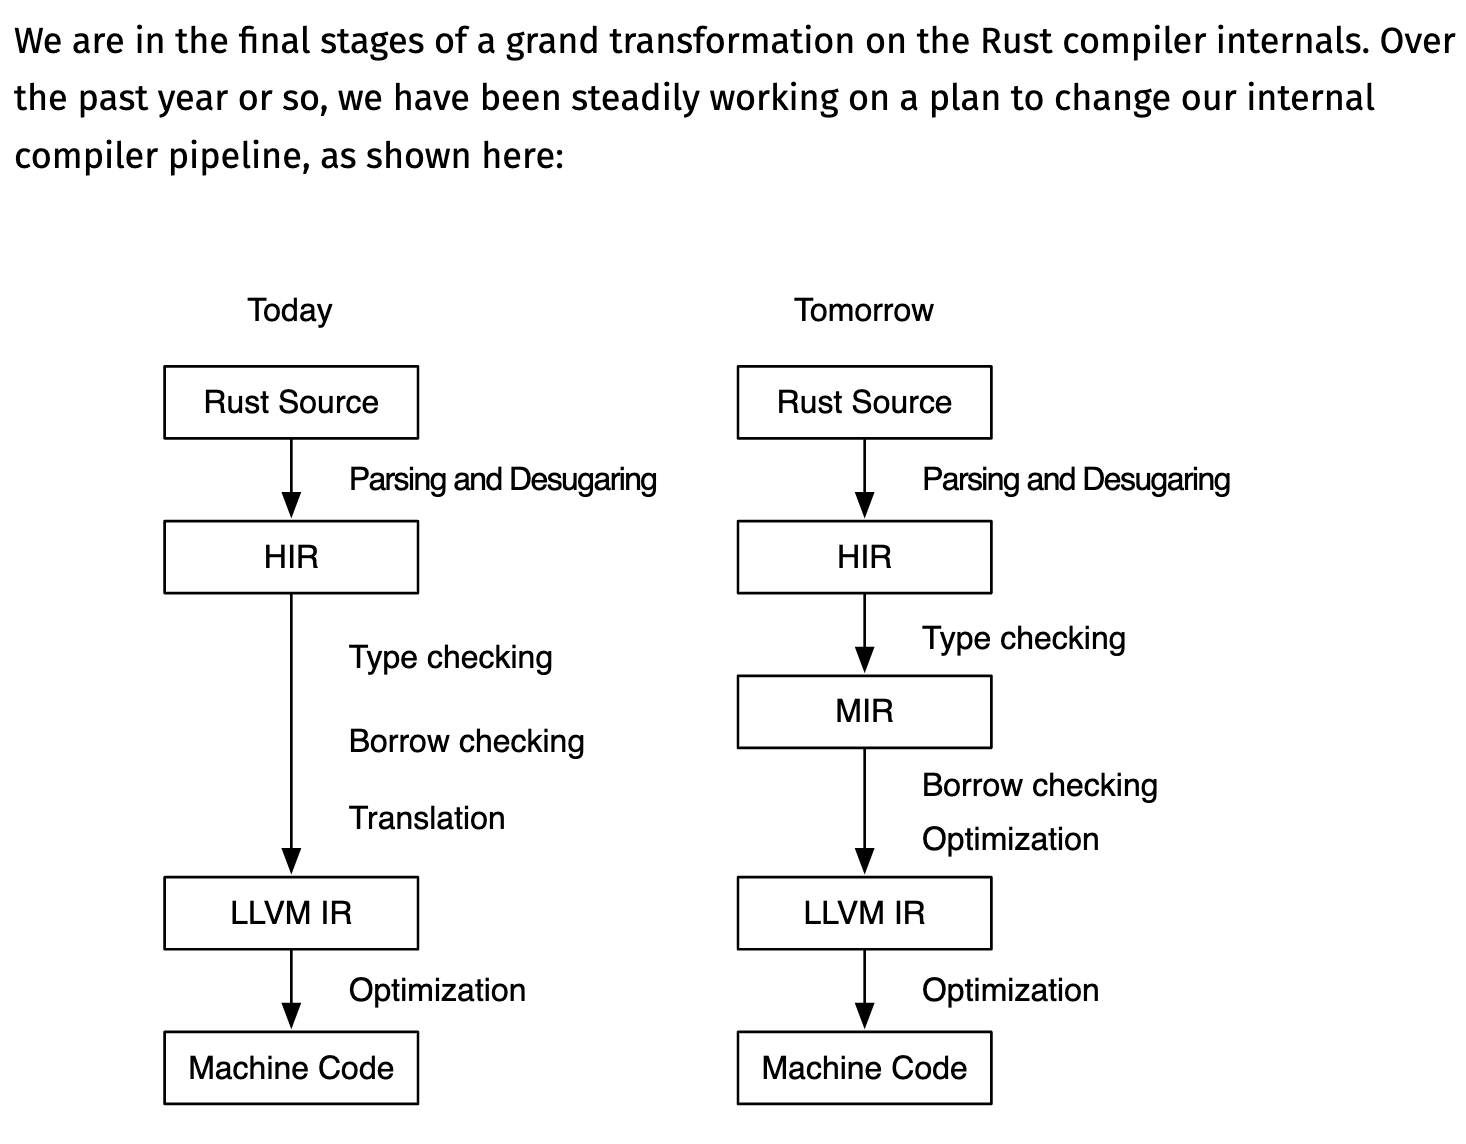 We are in the final stages of a grand transformation on the Rust compiler internals. Over
the past year or so, we have been steadily working on a plan to change our internal
compiler pipeline, as shown here:
Today
Rust Source
Parsing and Desugaring
HIR
Type checking
Borrow checking
Translation
LLVM IR
Optimization
Machine Code
Tomorrow
Rust Source
Parsing and Desugaring
HIR
Type checking
MIR
Borrow checking
Optimization
LLVM IR
Optimization
Machine Code